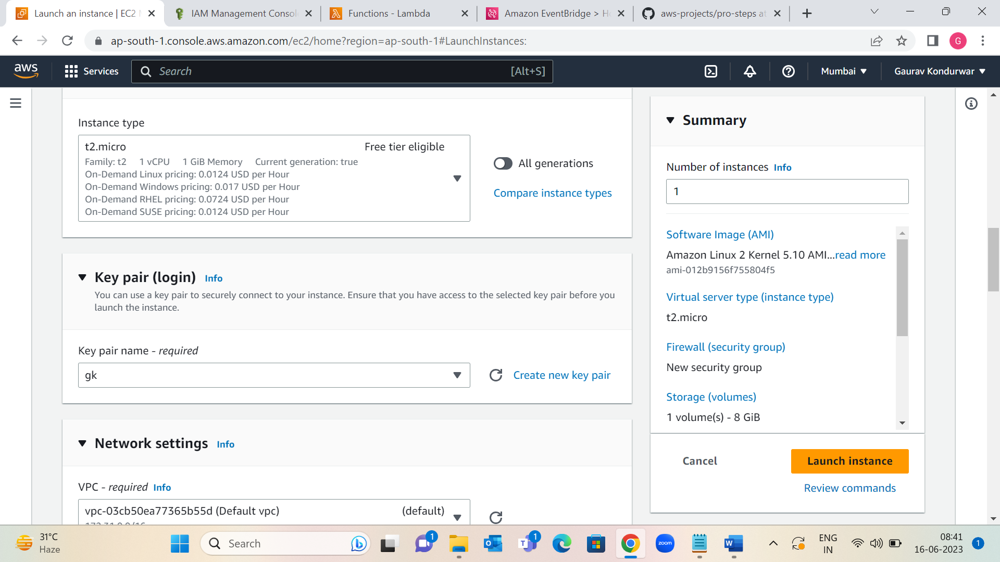 Launch an instance | EC2 M
IAM Management Consol
Functions - Lambda
Amazon EventBridge > Ho
aws-projects/pro-steps at
ap-south-1.console.aws.amazon.com/ec2/home?region=ap-south-1#LaunchInstances:
G
aws
Services
Search
[Alt+S]
Mumbai
Gaurav Kondurwar
Instance type
t2.micro
Free tier eligible
Family: t2 1 vCPU 1 GiB Memory Current generation: true
On-Demand Linux pricing: 0.0124 USD per Hour
On-Demand Windows pricing: 0.017 USD per Hour
On-Demand RHEL pricing: 0.0724 USD per Hour
On-Demand SUSE pricing: 0.0124 USD per Hour
All generations
Compare instance types
Key pair (login) Info
You can use a key pair to securely connect to your instance. Ensure that you have access to the selected key pair before you
launch the instance.
Key pair name - required
gk
Create new key pair
Network settings Info
VPC - required Info
vpc-03cb50ea77365b55d (Default vpc)
(default)
Summary
Number of instances Info
1
Software Image (AMI)
Amazon Linux 2 Kernel 5.10 AMI...read more
ami-012b9156f755804f5
Virtual server type (instance type)
t2.micro
Firewall (security group)
New security group
Storage (volumes)
1 volume(s) - 8 GiB
Cancel
Launch instance
Review commands
31°C
Haze
Search
1
1
zoom
ENG
IN
08:41
16-06-2023
1